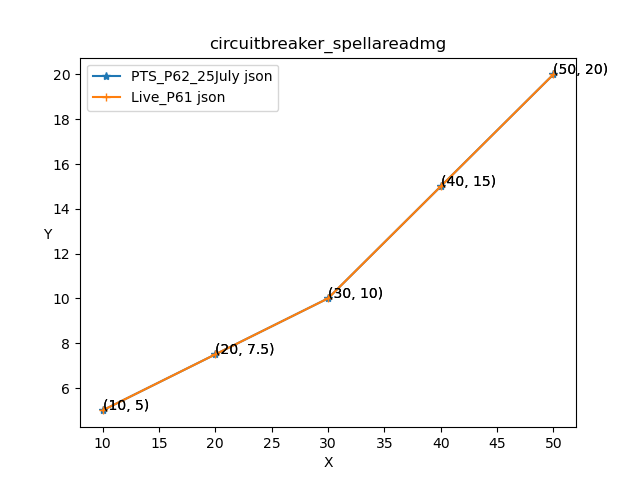 circuitbreaker_spellareadmg
PTS_P62_25July json
Live_P61 json
(50, 20)
(40, 15)
(30, 10)
(20, 7.5)
(10, 5)
20
18
16
14
12
10
8
6
Y
10 15 20 25 30 35 40 45 50
X